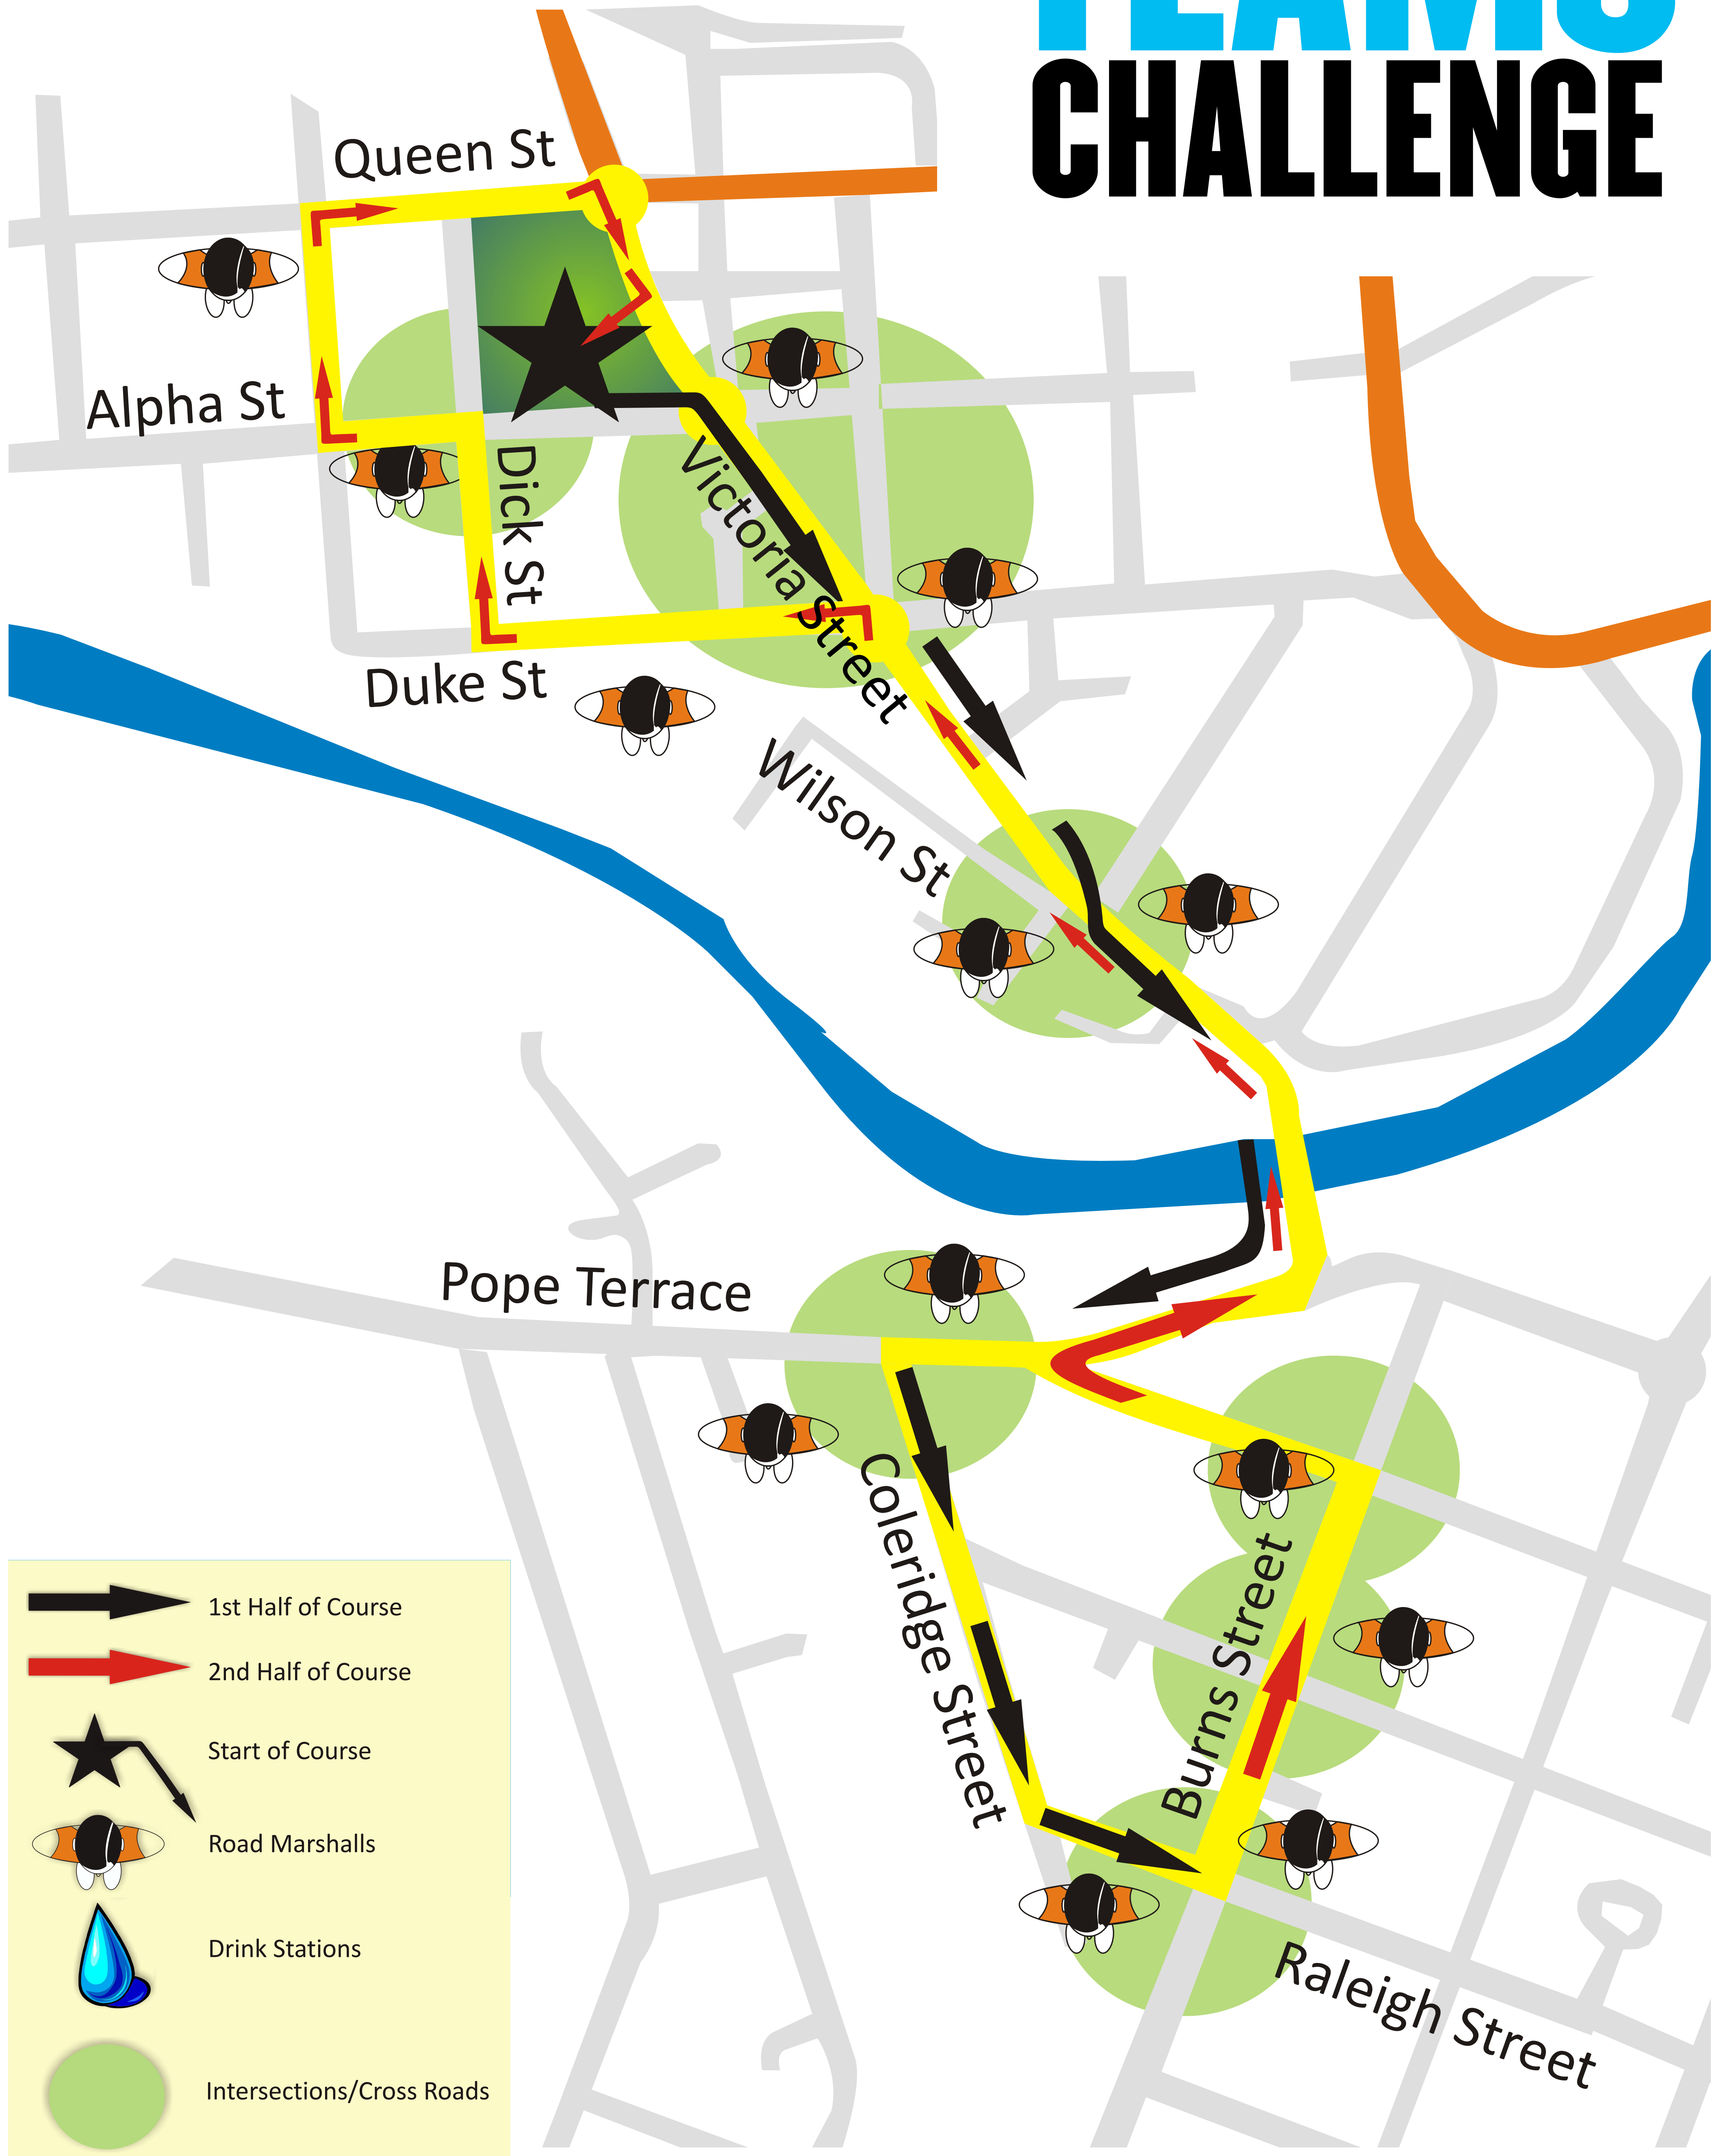 TEAMS
CHALLENGE
Queen St
Alpha St
Dick St
Victoria Street
Duke St
Wilson St
Pope Terrace
Coleridge Street
Burns Street
Raleigh Street
1st Half of Course
2nd Half of Course
Start of Course
Road Marshalls
Drink Stations
Intersections/Cross Roads